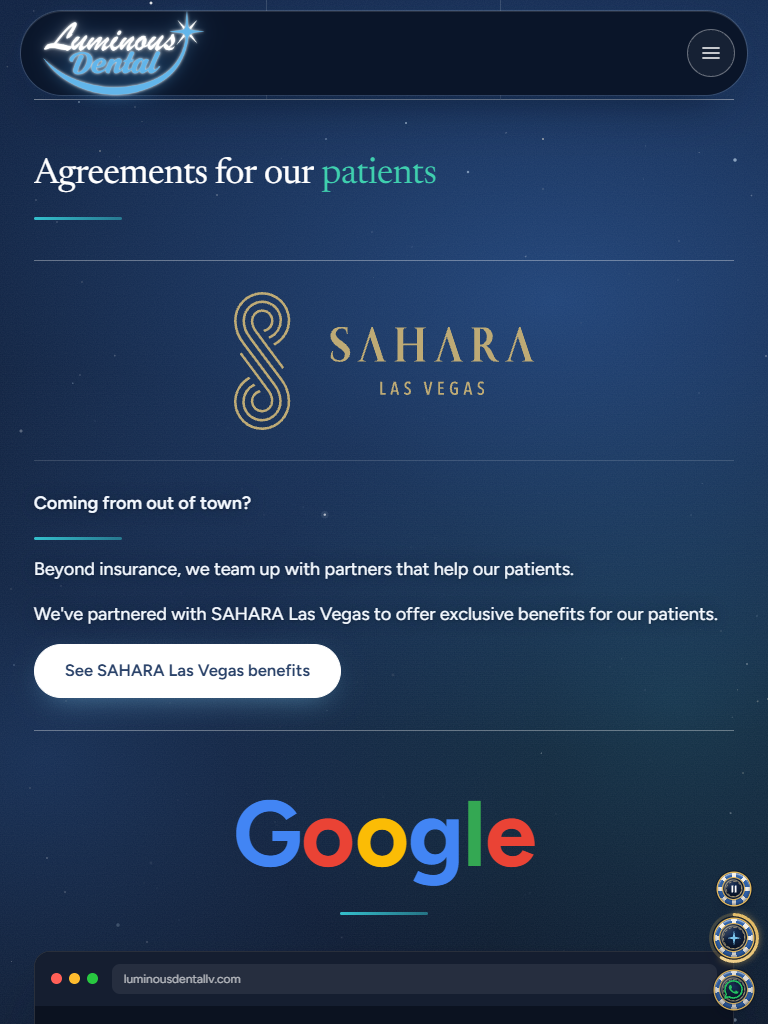 Luminous
Dental
Agreements for our patients
SAHARA
LAS VEGAS
Coming from out of town?
Beyond insurance, we team up with partners that help our patients.
We've partnered with SAHARA Las Vegas to offer exclusive benefits for our patients.
See SAHARA Las Vegas benefits
Google
luminousdentallv.com